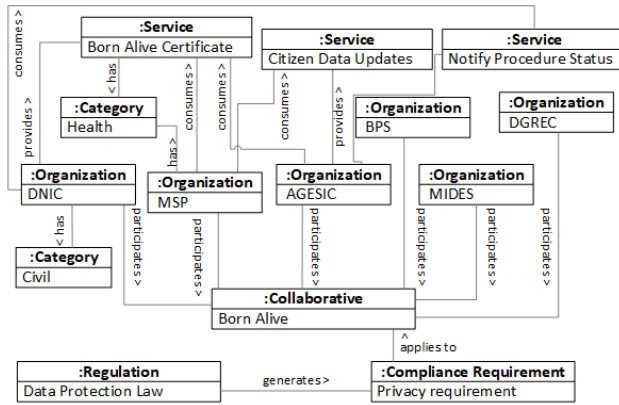 :Service
Born Alive Certificate
:Service
Citizen Data Updates
:Service
Notify Procedure Status
consumes >
< has
consumes >
consumes >
consumes >
provides >
provides >
:Category
Health
:Organization
BPS
:Organization
DGREC
has >
:Organization
DNIC
:Organization
MSP
:Organization
AGESIC
:Organization
MIDES
< has
participates >
participates >
participates >
participates >
participates >
participates >
:Category
Civil
:Collaborative
Born Alive
^
applies to
:Regulation
Data Protection Law
generates >
:Compliance Requirement
Privacy requirement